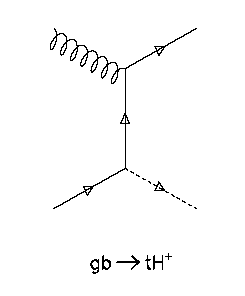 gb → tH⁺